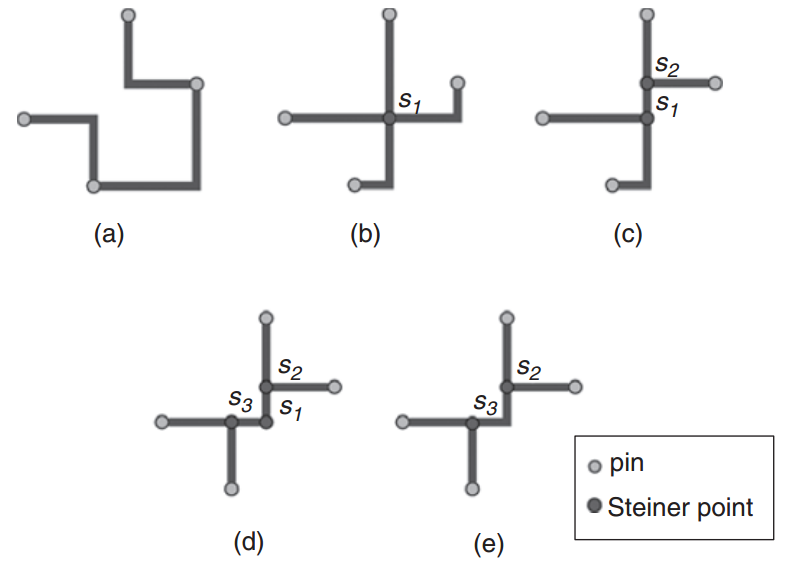 s1
s2
s1
(a)
(b)
(c)
s2
s3
s1
s2
s3
pin
Steiner point
(d)
(e)